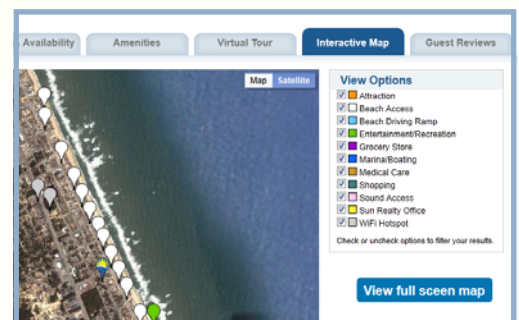 Availability
Amenities
Virtual Tour
Interactive Map
Guest Reviews
Map
Satellite
View Options
Attraction
Beach Access
Beach Driving Ramp
Entertainment/Recreation
Grocery Store
Marina/Boating
Medical Care
Shopping
Sound Access
Sun Realty Office
WiFi Hotspot
Check or uncheck options to filter your results.
View full sceen map